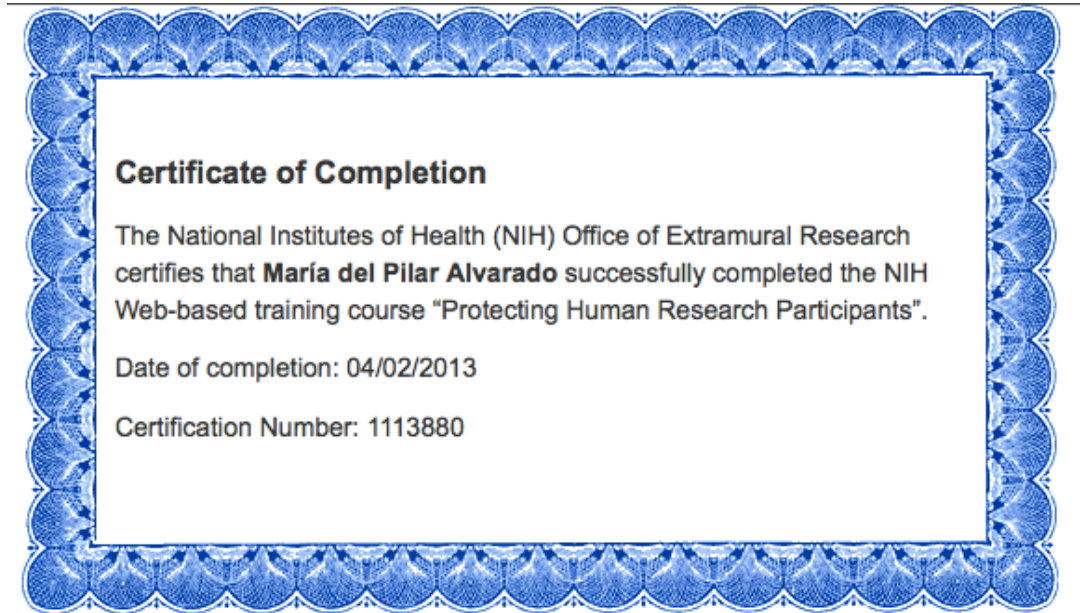 Certificate of Completion
The National Institutes of Health (NIH) Office of Extramural Research
certifies that María del Pilar Alvarado successfully completed the NIH
Web-based training course “Protecting Human Research Participants”.
Date of completion: 04/02/2013
Certification Number: 1113880